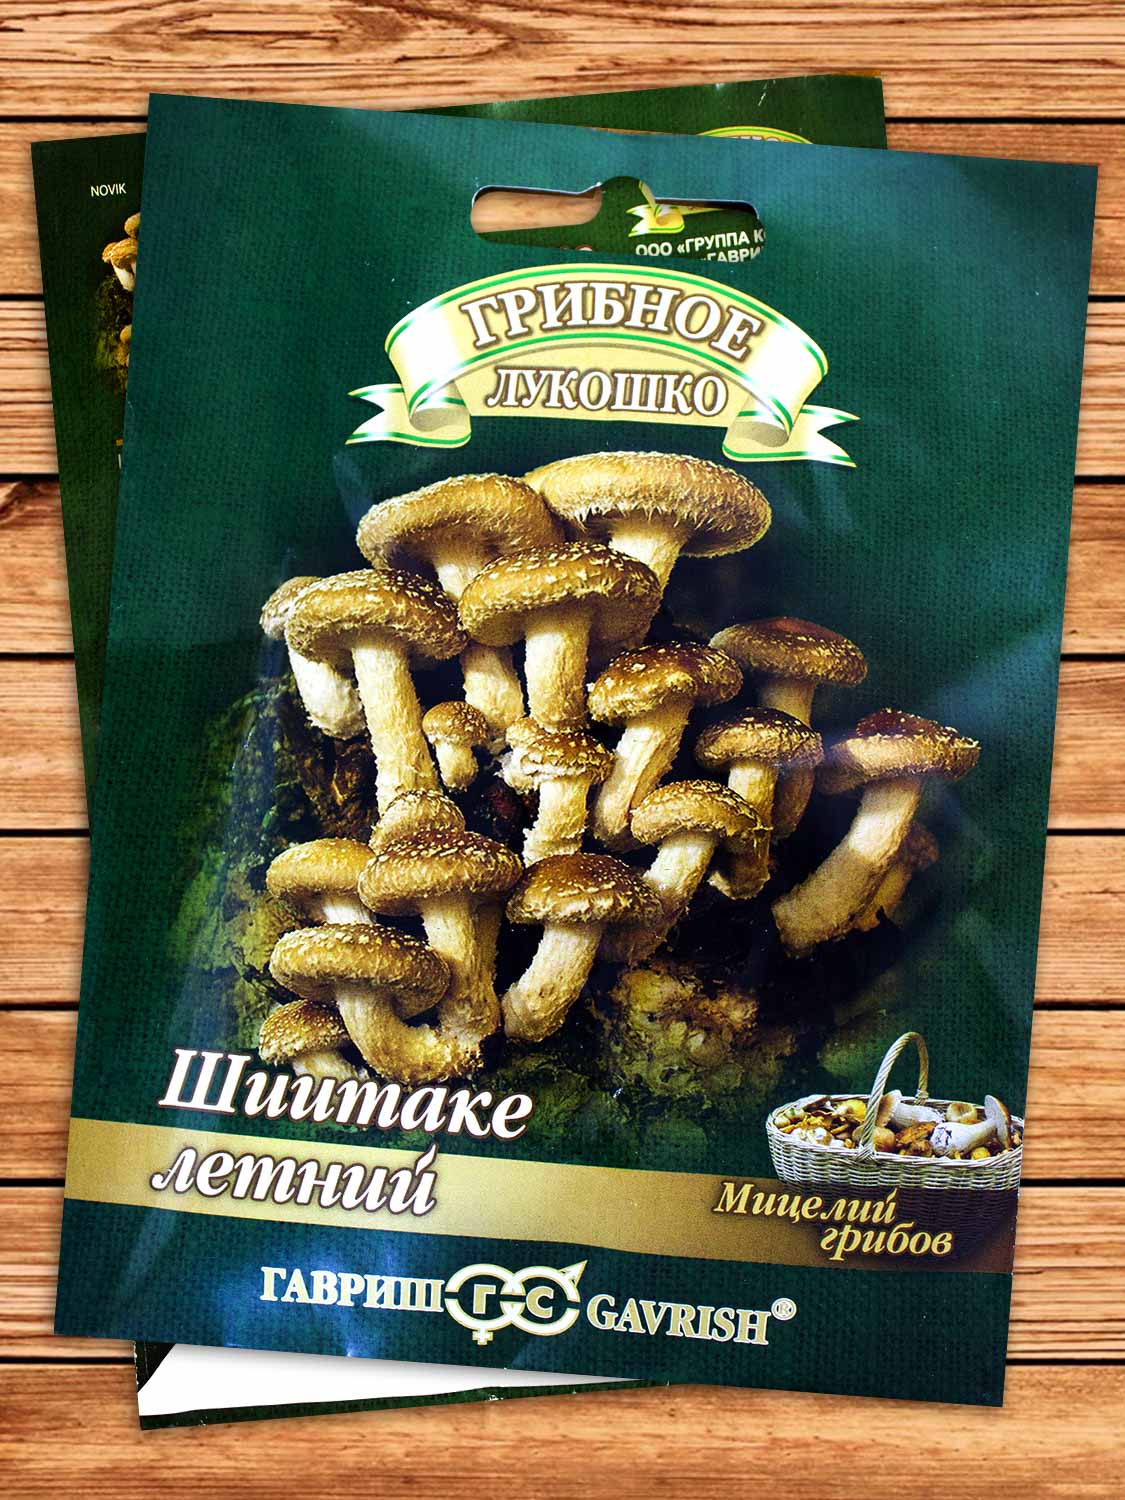 NOVIK
ООО «ГРУППА
ГРИБНОЕ
ЛУКОШКО
Шиитаке
летний
Мицелий
грибов
ГАВРИШ ГС GAVRISH®